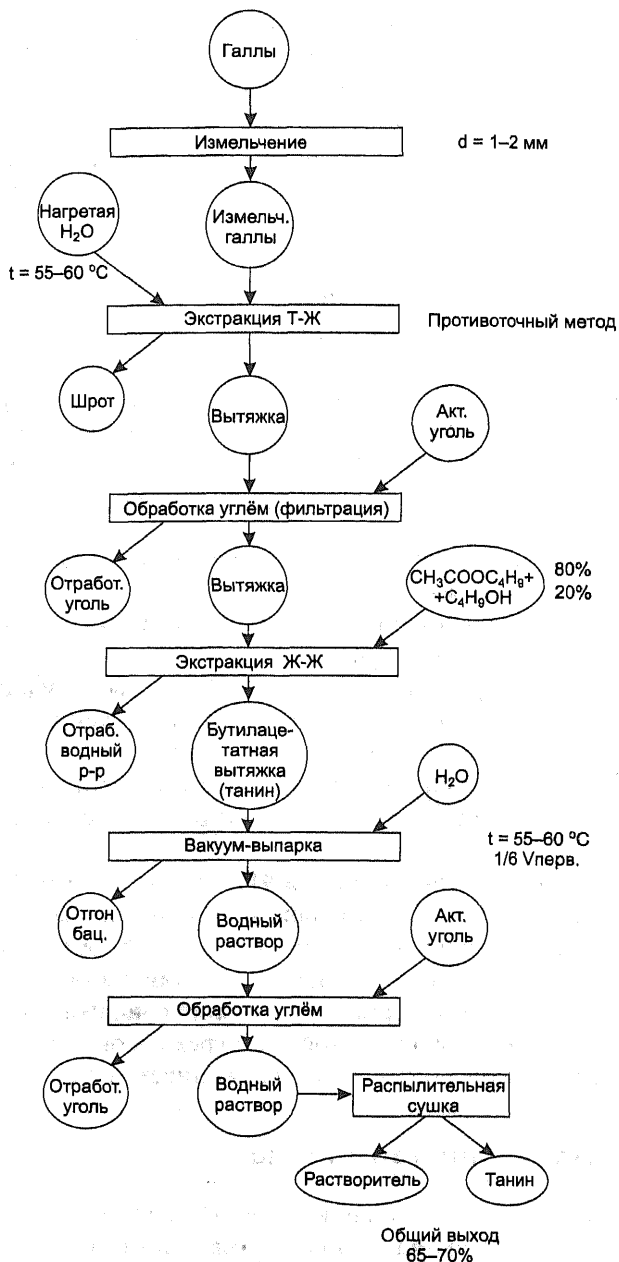 Галлы
Измельчение
d = 1–2 мм
Нагретая
H₂O
t = 55–60 ºC
Измельч.
галлы
Экстракция Т-Ж
Противоточный метод
Шрот
Вытяжка
Акт.
уголь
Обработка углём (фильтрация)
Отработ.
уголь
Вытяжка
CH₃COOC₄H₉+
+C₄H₉OH
80%
20%
Экстракция Ж-Ж
Отраб.
водный
р-р
Бутилаце-
татная
вытяжка
(танин)
H₂O
Вакуум-выпарка
t = 55–60 ºC
1/6 Vперв.
Отгон
бац.
Водный
раствор
Акт.
уголь
Обработка углём
Отработ.
уголь
Водный
раствор
Распылительная
сушка
Растворитель
Танин
Общий выход
65–70%